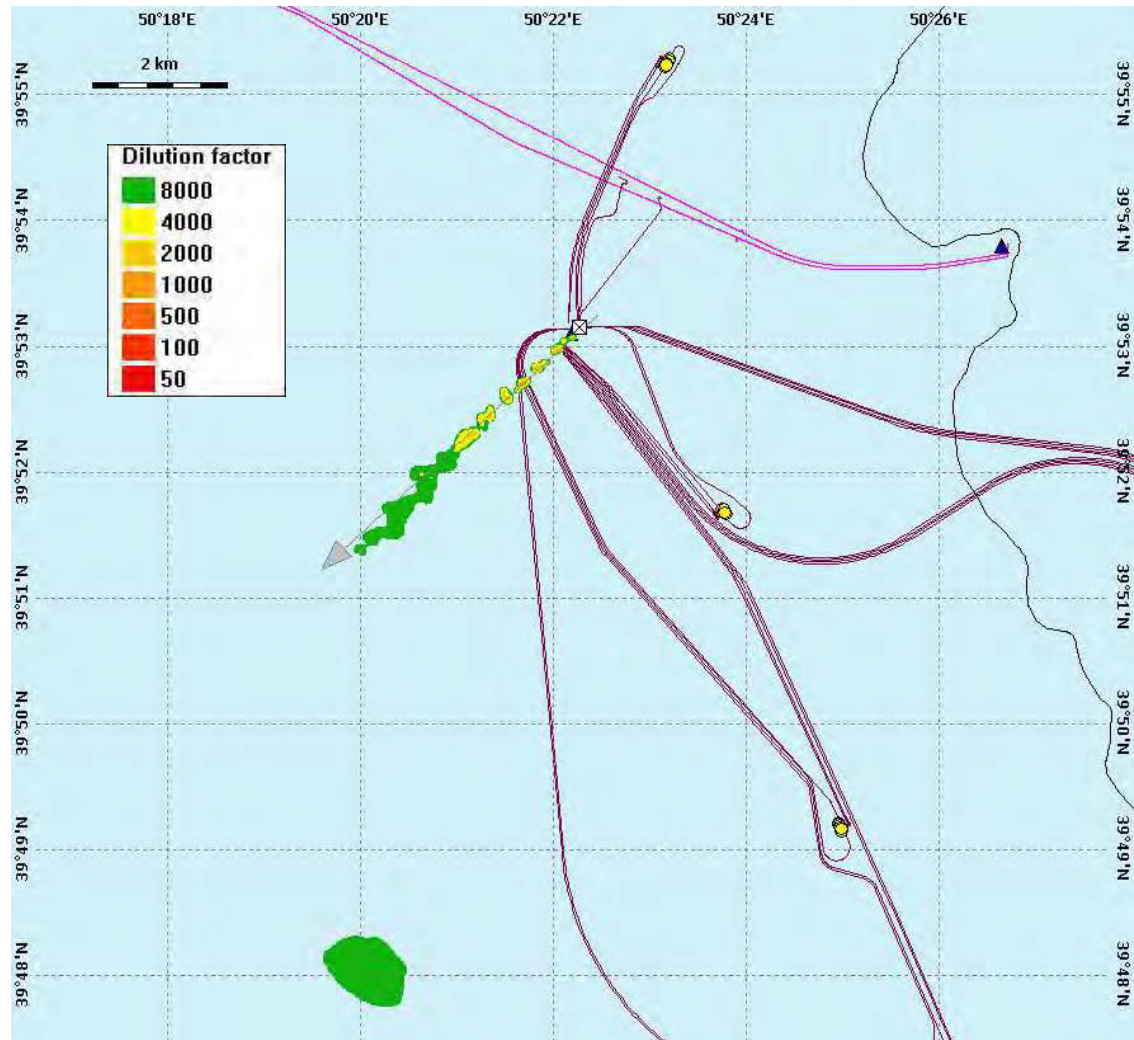 50°18'E
50°20'E
50°22'E
50°24'E
50°26'E
2 km
Dilution factor
8000
4000
2000
1000
500
100
50
39°55'N
39°54'N
39°53'N
39°52'N
39°51'N
39°50'N
39°49'N
39°48'N
39°55'N
39°54'N
39°53'N
39°52'N
39°51'N
39°50'N
39°49'N
39°48'N